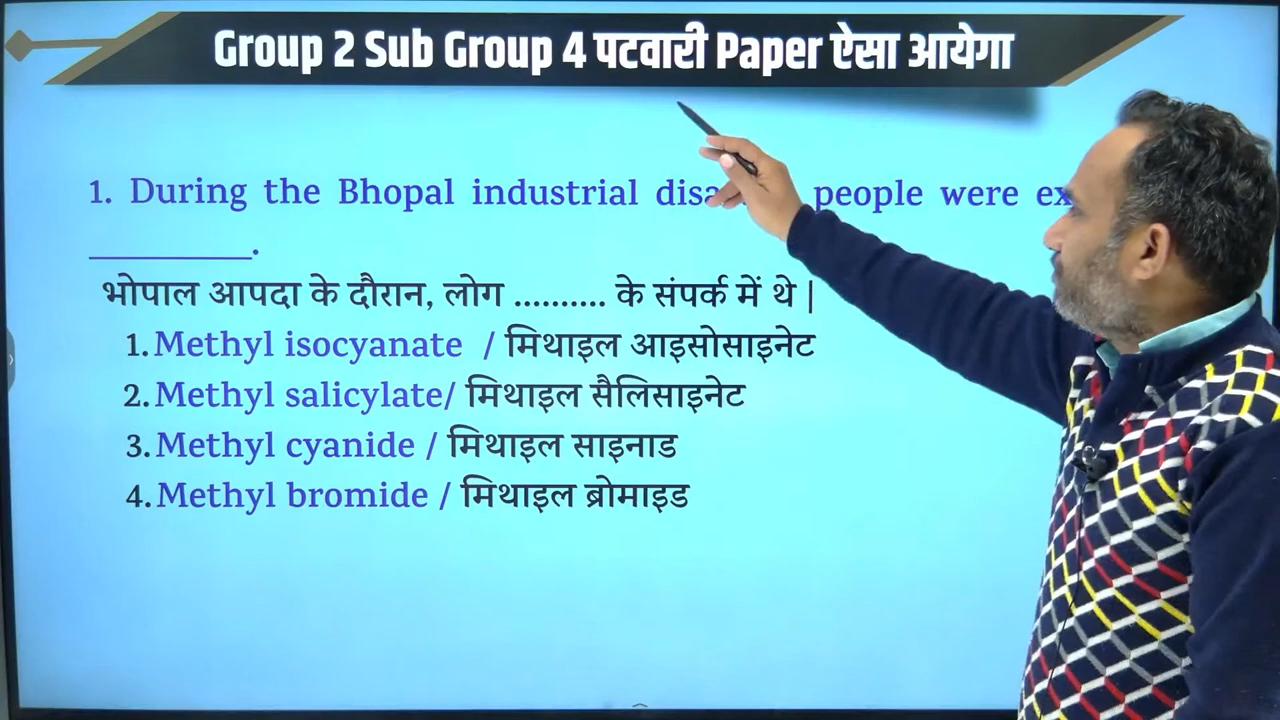 Group 2 Sub Group 4 पटवारी Paper ऐसा आयेगा
1. During the Bhopal industrial people were
__________.
भोपाल आपदा के दौरान, लोग .......... के संपर्क में थे |
1. Methyl isocyanate / मिथाइल आइसोसाइनेट
2. Methyl salicylate/ मिथाइल सैलिसाइनेट
3. Methyl cyanide / मिथाइल साइनाड
4. Methyl bromide / मिथाइल ब्रोमाइड